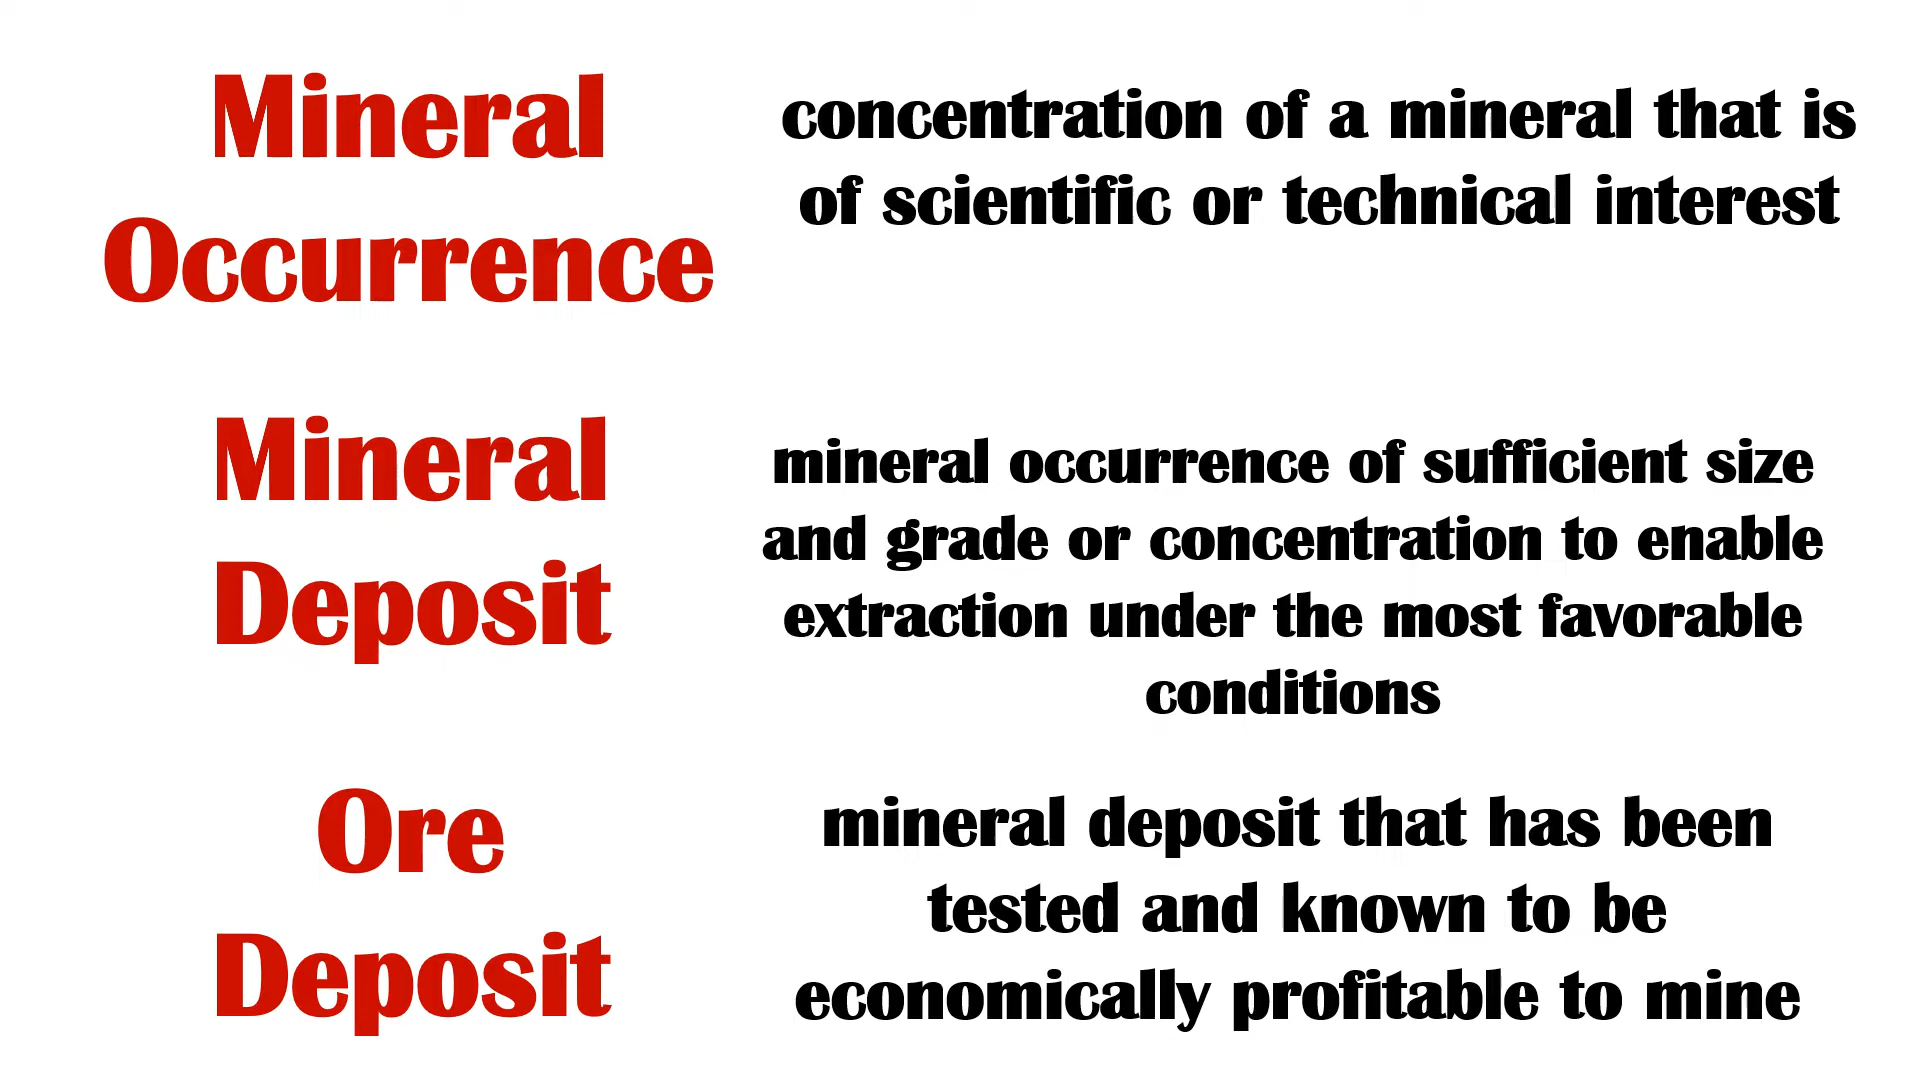 Mineral
Occurrence
concentration of a mineral that is
of scientific or technical interest
Mineral
Deposit
mineral occurrence of sufficient size
and grade or concentration to enable
extraction under the most favorable
conditions
Ore
Deposit
mineral deposit that has been
tested and known to be
economically profitable to mine